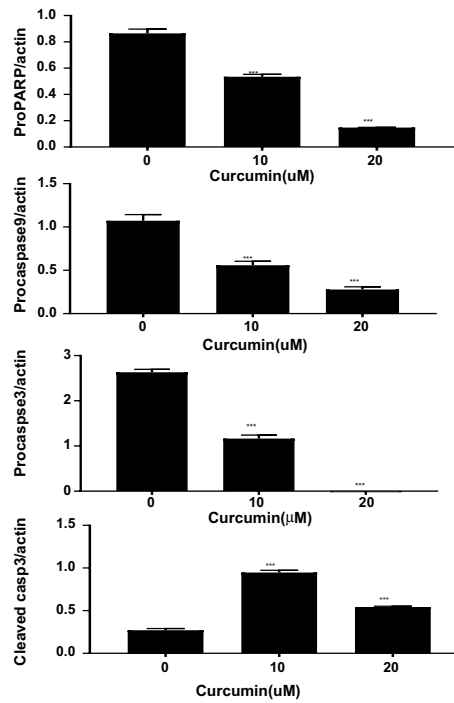 ProPARP/actin
1.0
0.8
0.6
0.4
0.2
0.0
***
***
0 10 20
Curcumin(uM)
Procaspase9/actin
1.5
1.0
0.5
0.0
***
***
0 10 20
Curcumin(uM)
Procaspse3/actin
3
2
1
0
***
***
0 10 20
Curcumin(μM)
Cleaved casp3/actin
1.5
1.0
0.5
0.0
***
***
0 10 20
Curcumin(uM)